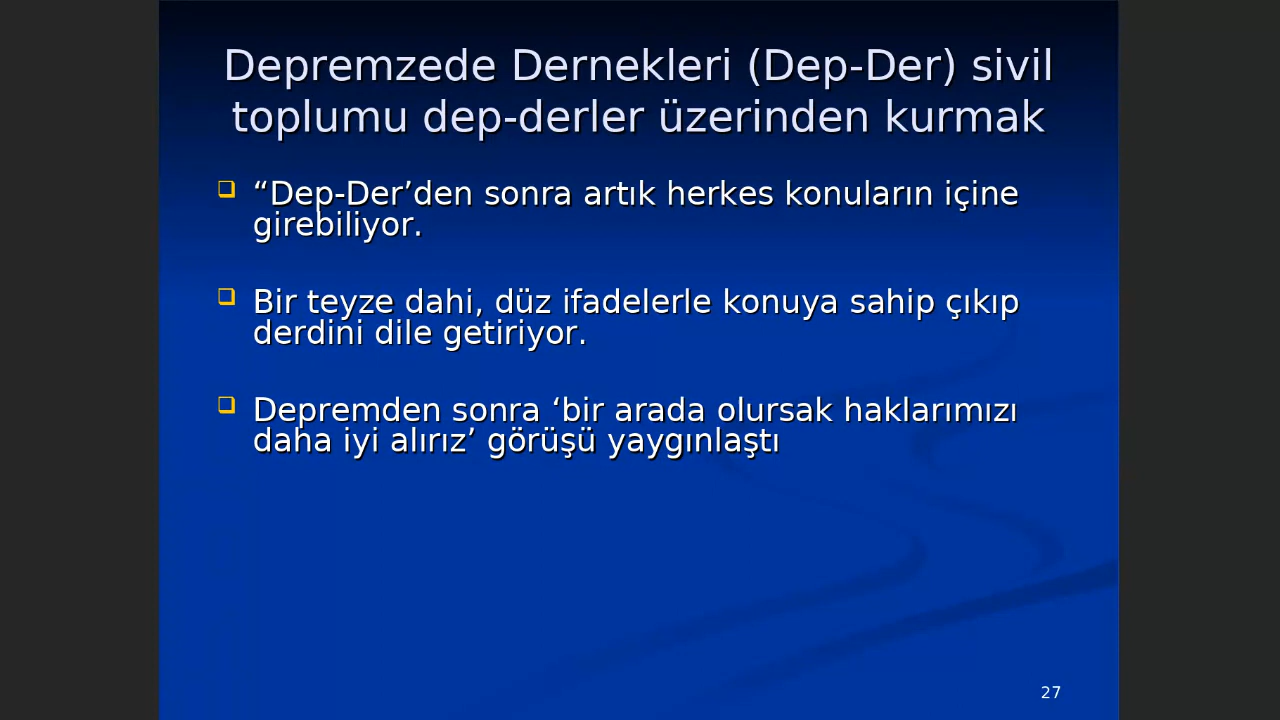 Depremzede Dernekleri (Dep-Der) sivil
toplumu dep-derler üzerinden kurmak
“Dep-Der’den sonra artık herkes konuların içine
girebiliyor.
Bir teyze dahi, düz ifadelerle konuya sahip çıkıp
derdini dile getiriyor.
Depremden sonra ‘bir arada olursak haklarımızı
daha iyi alırız’ görüşü yaygınlaştı
27